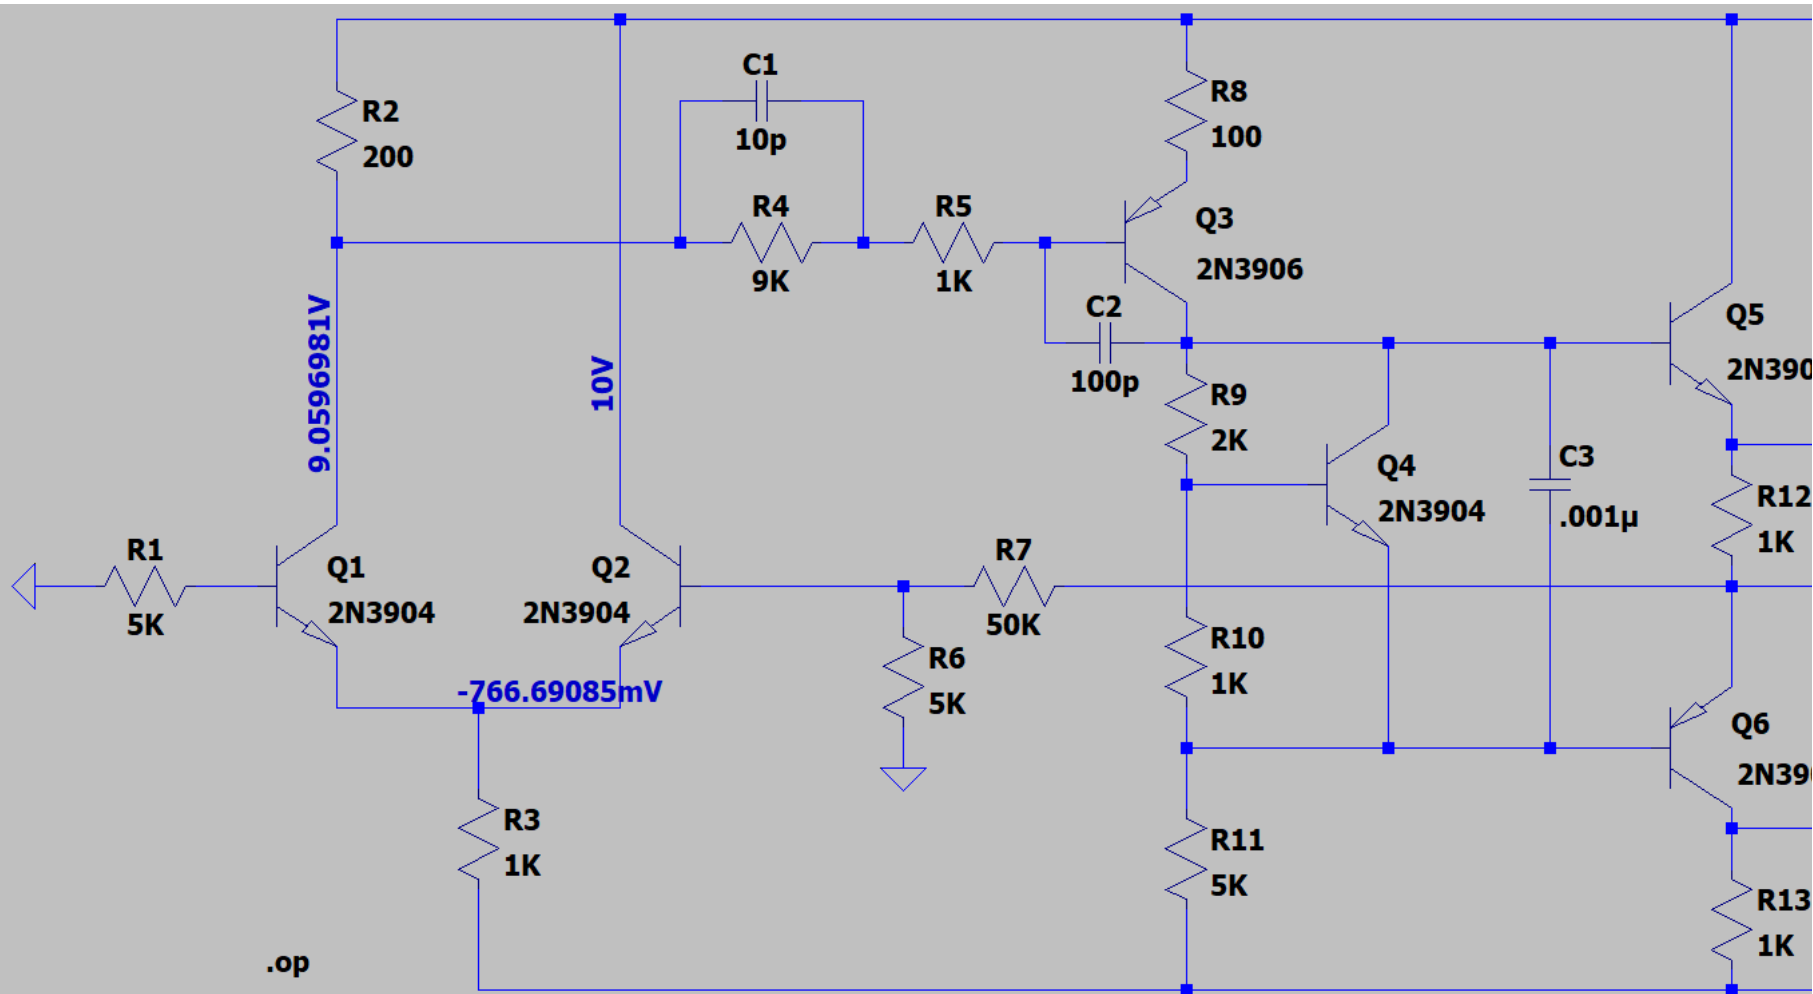 C1
10p
R2
200
R8
100
R4
9K
R5
1K
Q3
2N3906
C2
100p
9.0596981V
10V
Q5
2N390
R9
2K
Q4
2N3904
C3
.001µ
R12
1K
R1
5K
Q1
2N3904
Q2
2N3904
R7
50K
R6
5K
R10
1K
-766.69085mV
Q6
2N39
R3
1K
R11
5K
R13
1K
.op